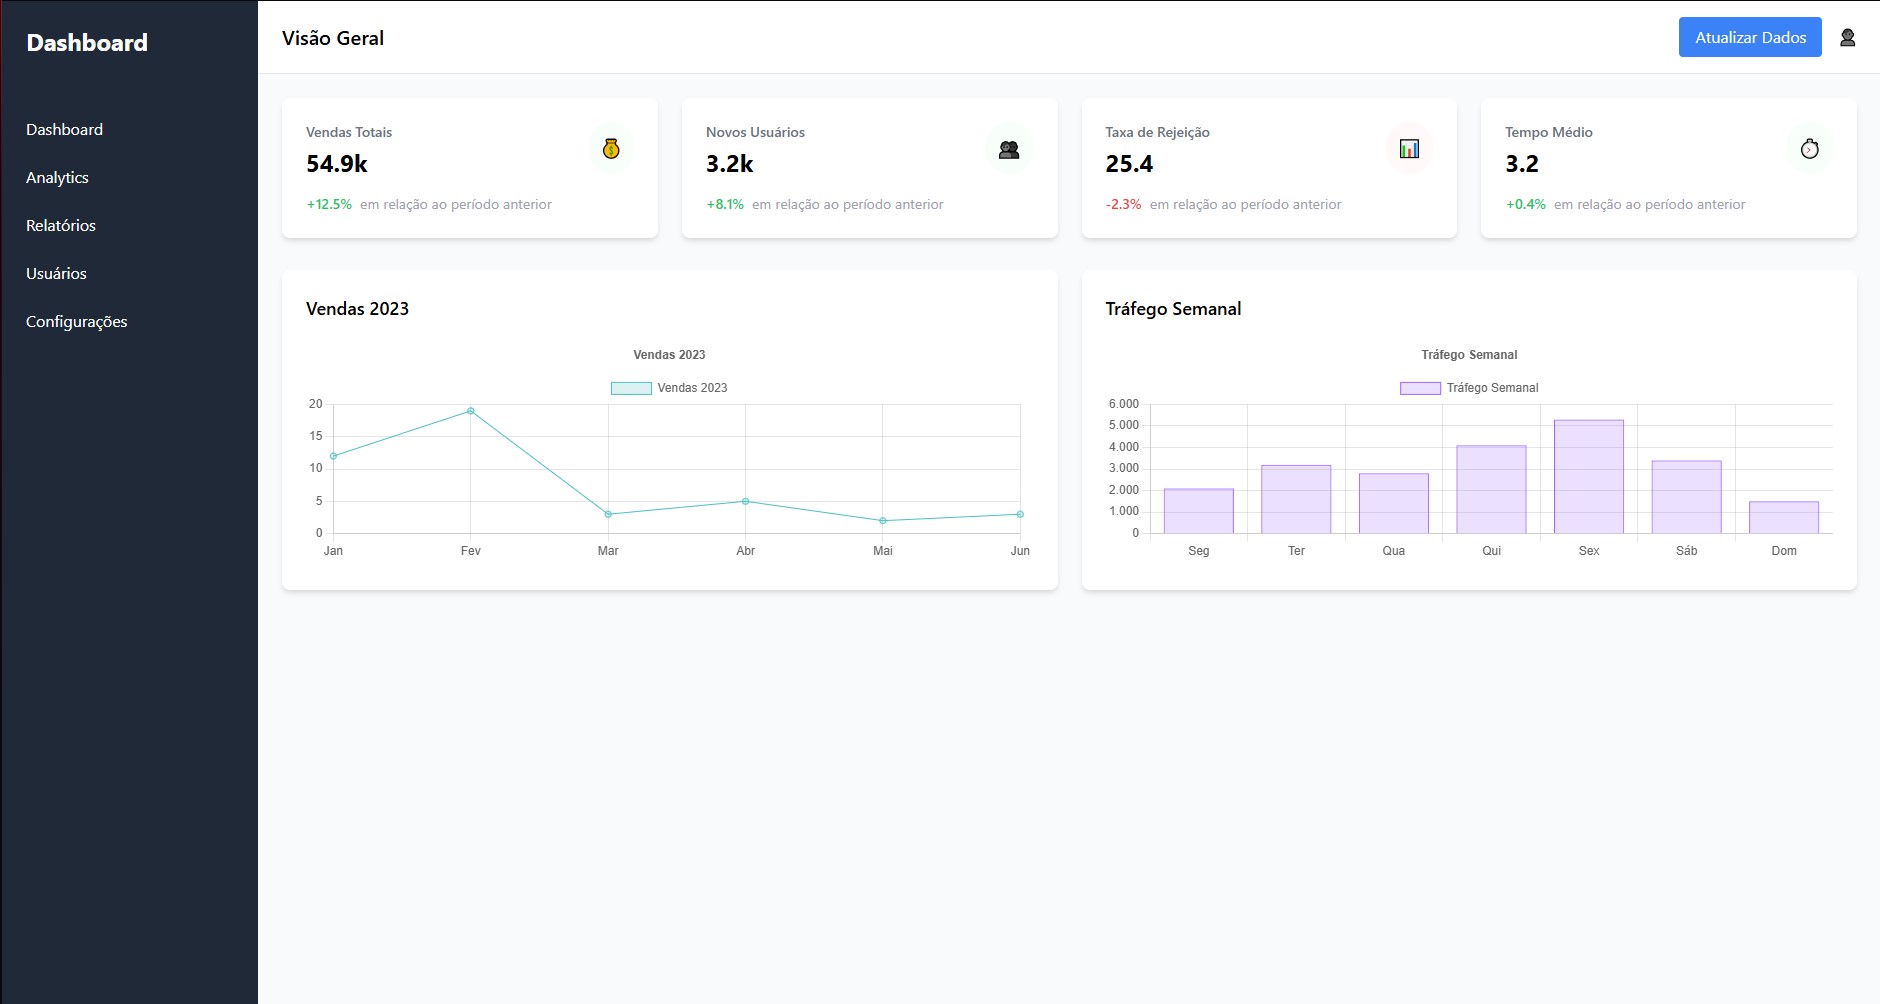 Dashboard
Dashboard
Analytics
Relatórios
Usuários
Configurações
Visão Geral
Atualizar Dados
Vendas Totais
54.9k
+12.5% em relação ao período anterior
Novos Usuários
3.2k
+8.1% em relação ao período anterior
Taxa de Rejeição
25.4
-2.3% em relação ao período anterior
Tempo Médio
3.2
+0.4% em relação ao período anterior
Vendas 2023
Vendas 2023
Vendas 2023
20
15
10
5
0
Jan Fev Mar Abr Mai Jun
Tráfego Semanal
Tráfego Semanal
Tráfego Semanal
6.000
5.000
4.000
3.000
2.000
1.000
0
Seg Ter Qua Qui Sex Sáb Dom